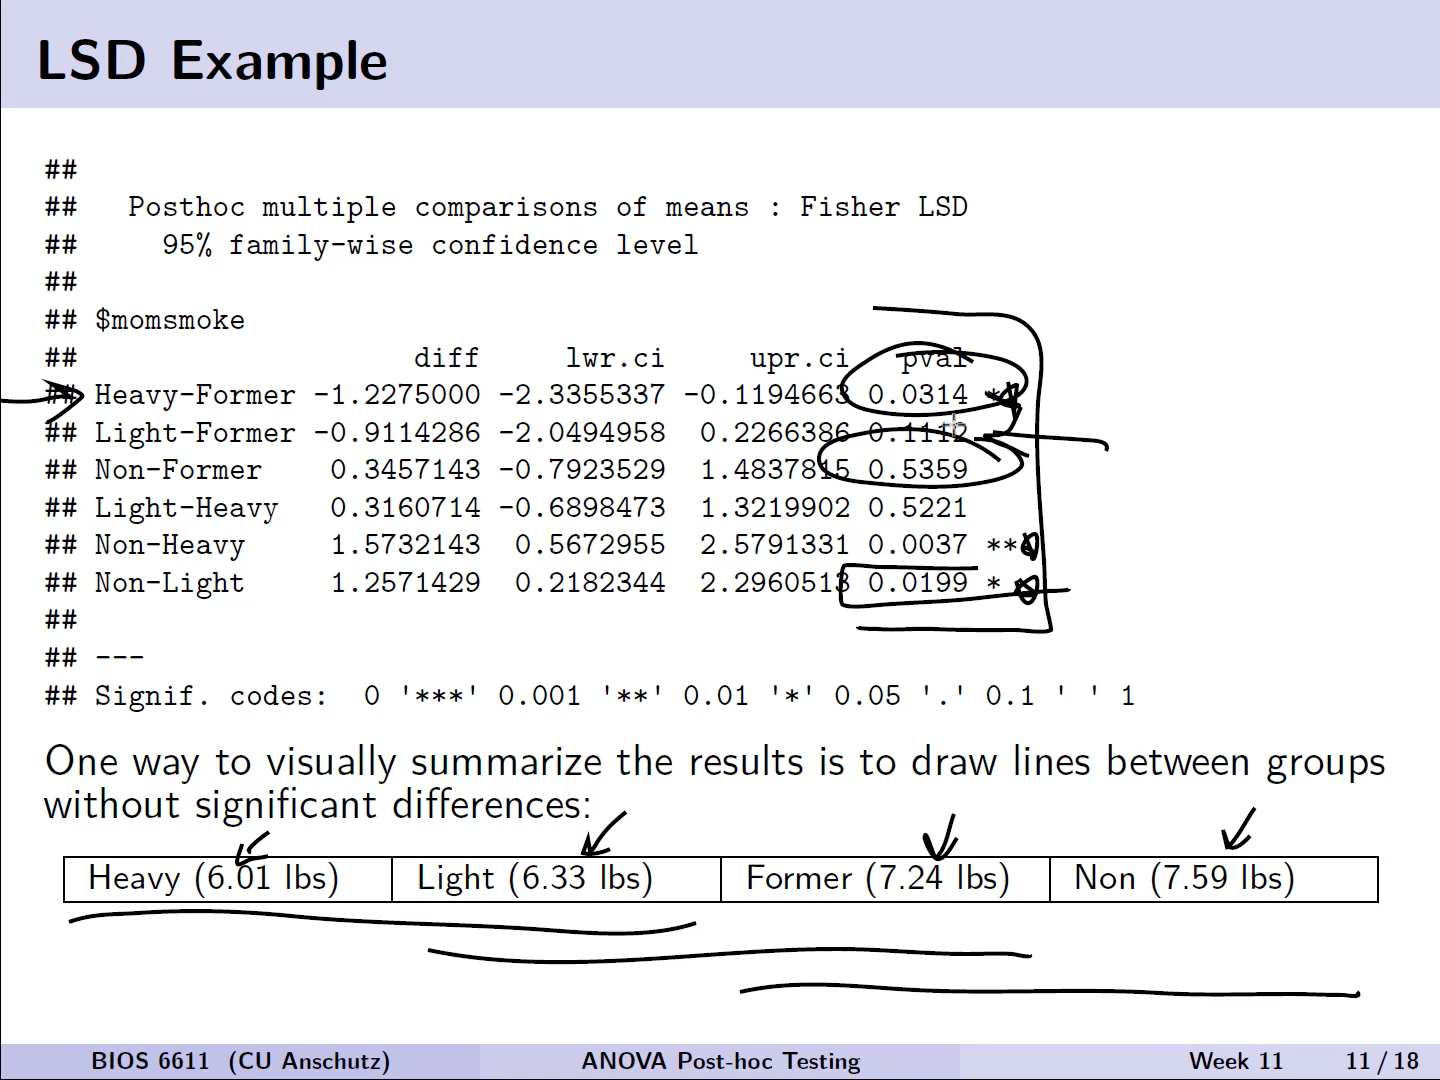 LSD Example
##
## Posthoc multiple comparisons of means : Fisher LSD
## 95% family-wise confidence level
##
## $momsmoke
## diff lwr.ci upr.ci pval
## Heavy-Former -1.2275000 -2.3355337 -0.1194663 0.0314 *
## Light-Former -0.9114286 -2.0494958 0.2266386 0.1112
## Non-Former 0.3457143 -0.7923529 1.4837815 0.5359
## Light-Heavy 0.3160714 -0.6898473 1.3219902 0.5221
## Non-Heavy 1.5732143 0.5672955 2.5791331 0.0037 **
## Non-Light 1.2571429 0.2182344 2.2960513 0.0199 *
##
## ---
## Signif. codes: 0 '***' 0.001 '**' 0.01 '*' 0.05 '.' 0.1 ' ' 1
One way to visually summarize the results is to draw lines between groups
without significant differences:
Heavy (6.01 lbs) Light (6.33 lbs) Former (7.24 lbs) Non (7.59 lbs)
BIOS 6611 (CU Anschutz) ANOVA Post-hoc Testing Week 11 11 / 18